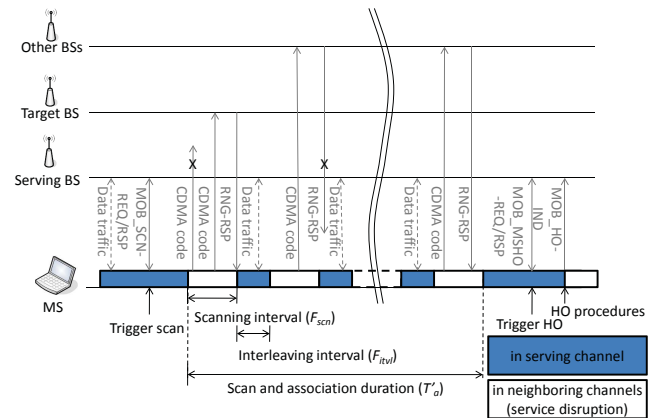 Other BSs
Target BS
Serving BS
Data traffic
MOB_SCN-
REQ/RSP
CDMA code
X
CDMA code
RNG-RSP
Data traffic
CDMA code
RNG-RSP
X
Data traffic
Data traffic
CDMA code
RNG-RSP
MOB_MSHO
-REQ/RSP
MOB_HO-
IND
MS
Trigger scan
Scanning interval (Fscn)
Interleaving interval (Fitvl)
Scan and association duration (T'a)
Trigger HO
HO procedures
in serving channel
in neighboring channels
(service disruption)